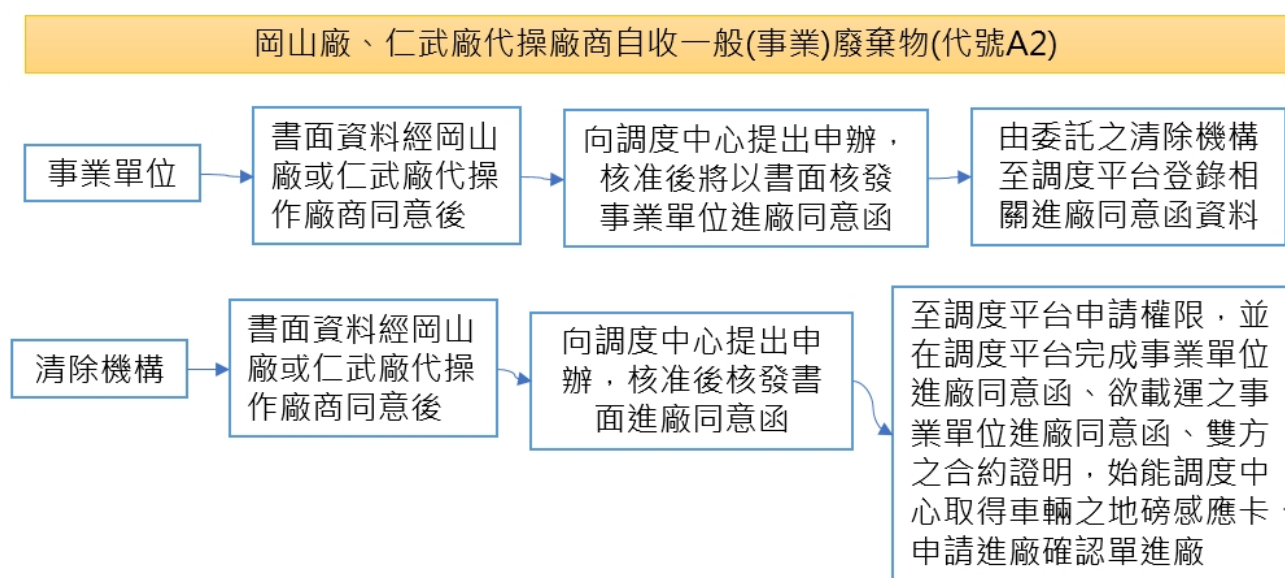 岡山廠、仁武廠代操廠商自收一般(事業)廢棄物(代號A2)
事業單位
書面資料經岡山
廠或仁武廠代操
作廠商同意後
向調度中心提出申辦，
核准後將以書面核發
事業單位進廠同意函
由委託之清除機構
至調度平台登錄相
關進廠同意函資料
清除機構
書面資料經岡山
廠或仁武廠代操
作廠商同意後
向調度中心提出申
辦，核准後核發書
面進廠同意函
至調度平台申請權限，並
在調度平台完成事業單位
進廠同意函、欲載運之事
業單位進廠同意函、雙方
之合約證明，始能調度中
心取得車輛之地磅感應卡、
申請進廠確認單進廠